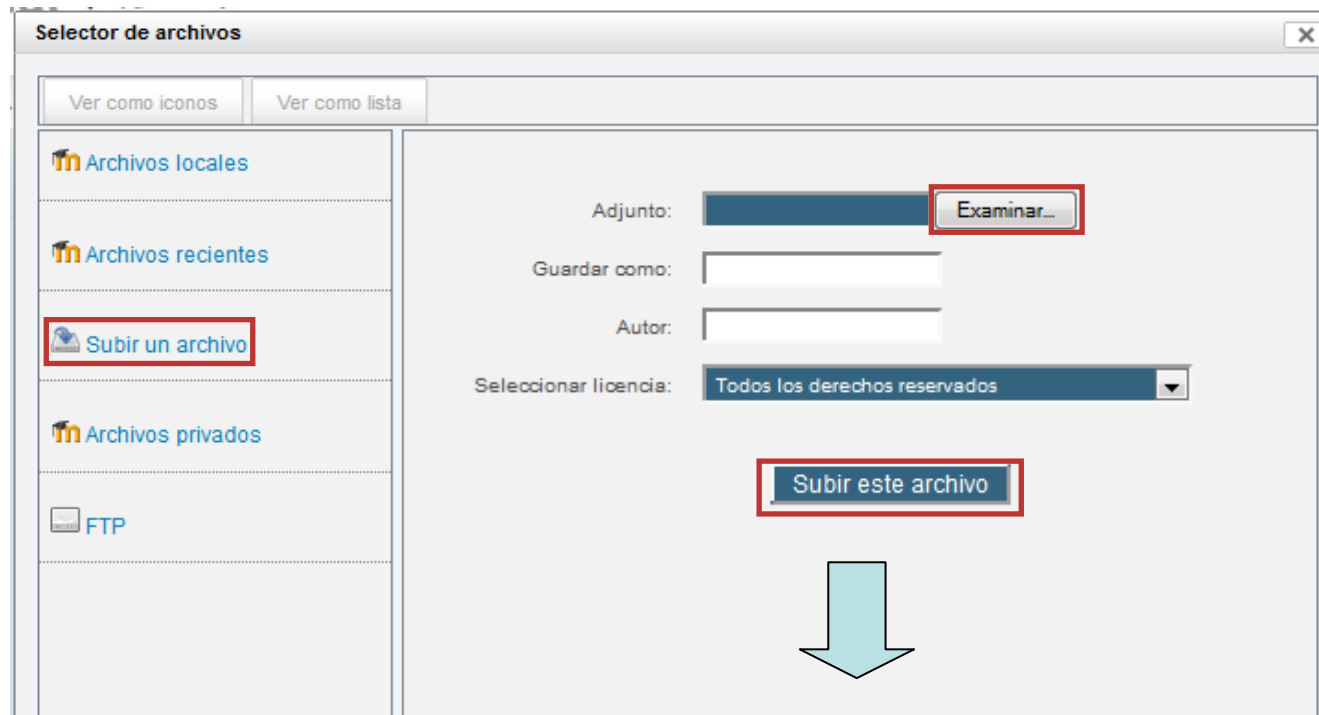 Selector de archivos
Ver como iconos Ver como lista
Archivos locales
Archivos recientes
Subir un archivo
Archivos privados
FTP
Adjunto: Examinar...
Guardar como:
Autor:
Seleccionar licencia: Todos los derechos reservados
Subir este archivo